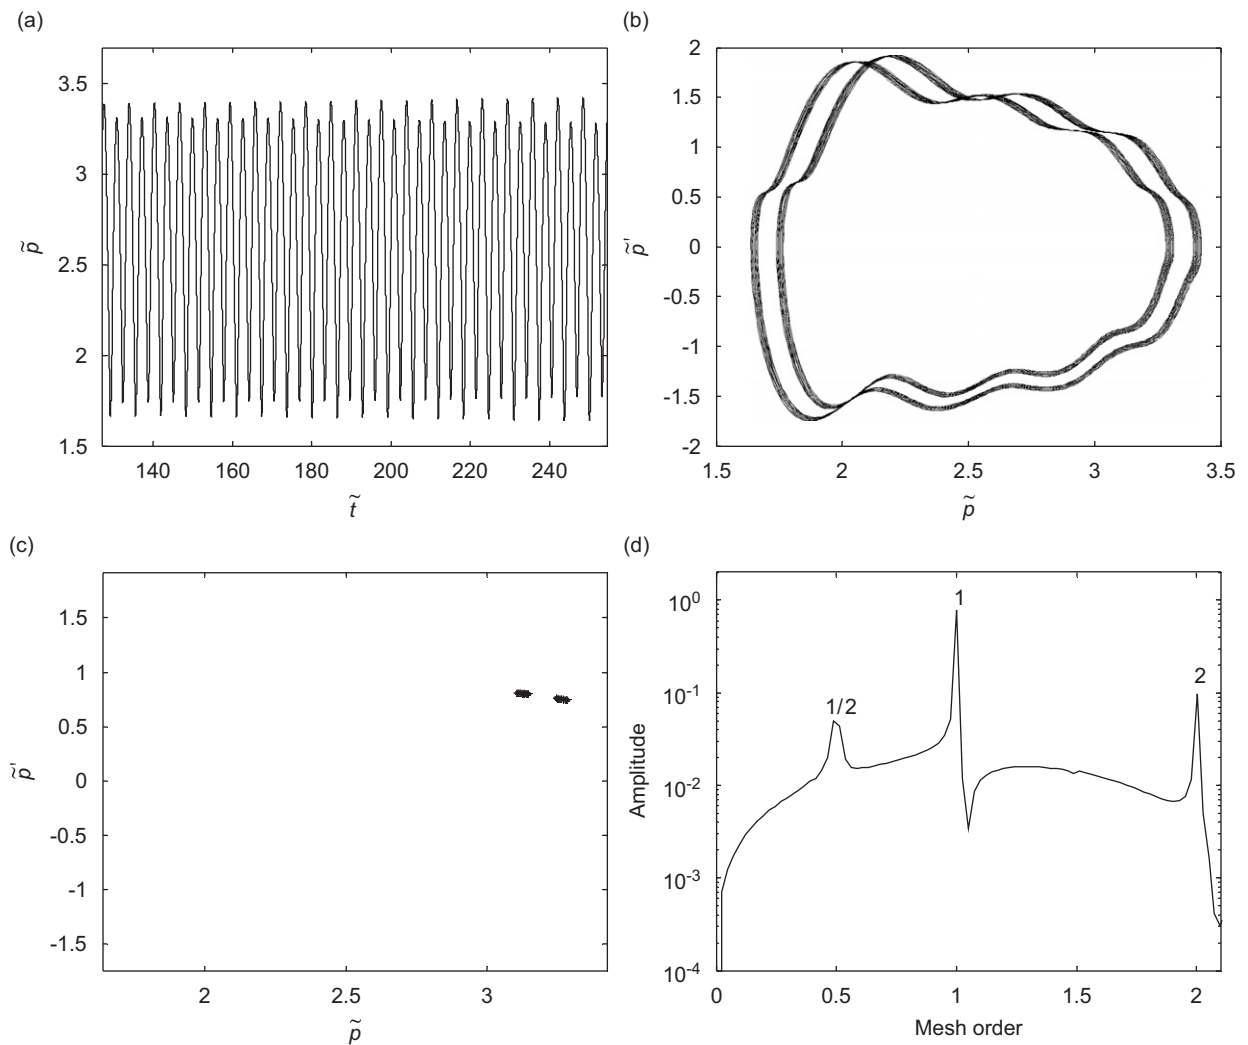 (a)
3.5
3
2.5
2
1.5
p̃
140 160 180 200 220 240
t̃
(b)
2
1.5
1
0.5
0
-0.5
-1
-1.5
-2
p̃'
1.5 2 2.5 3 3.5
p̃
(c)
1.5
1
0.5
0
-0.5
-1
-1.5
p̃'
2 2.5 3
p̃
(d)
10⁰
10⁻¹
10⁻²
10⁻³
10⁻⁴
Amplitude
1/2
1
2
0 0.5 1 1.5 2
Mesh order